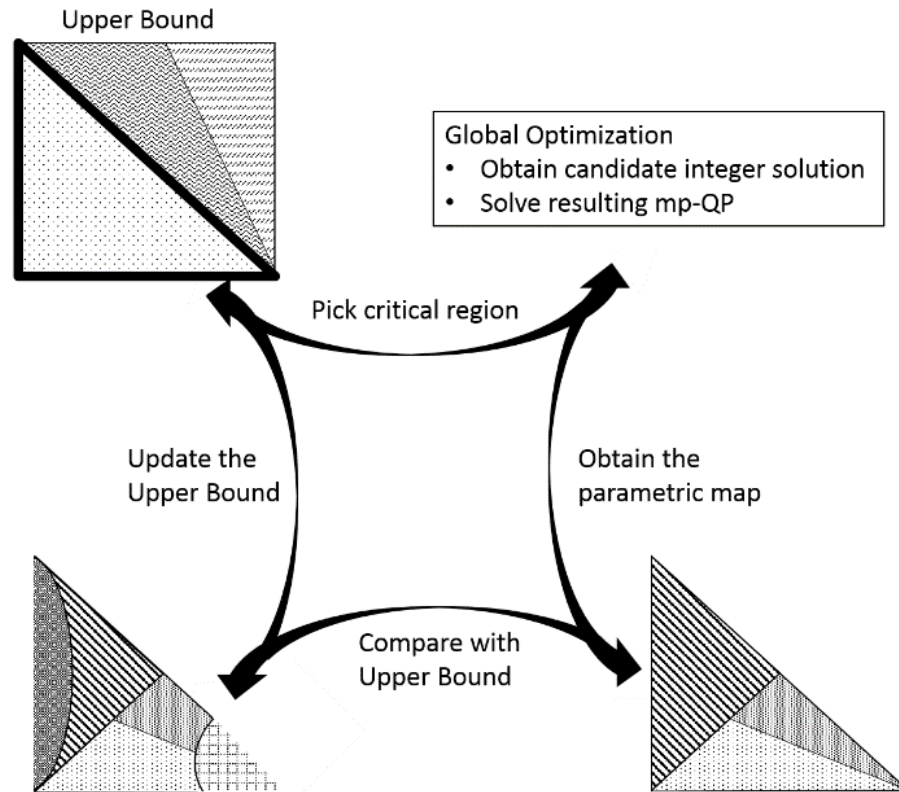 Upper Bound
Global Optimization
• Obtain candidate integer solution
• Solve resulting mp-QP
Pick critical region
Update the
Upper Bound
Obtain the
parametric map
Compare with
Upper Bound